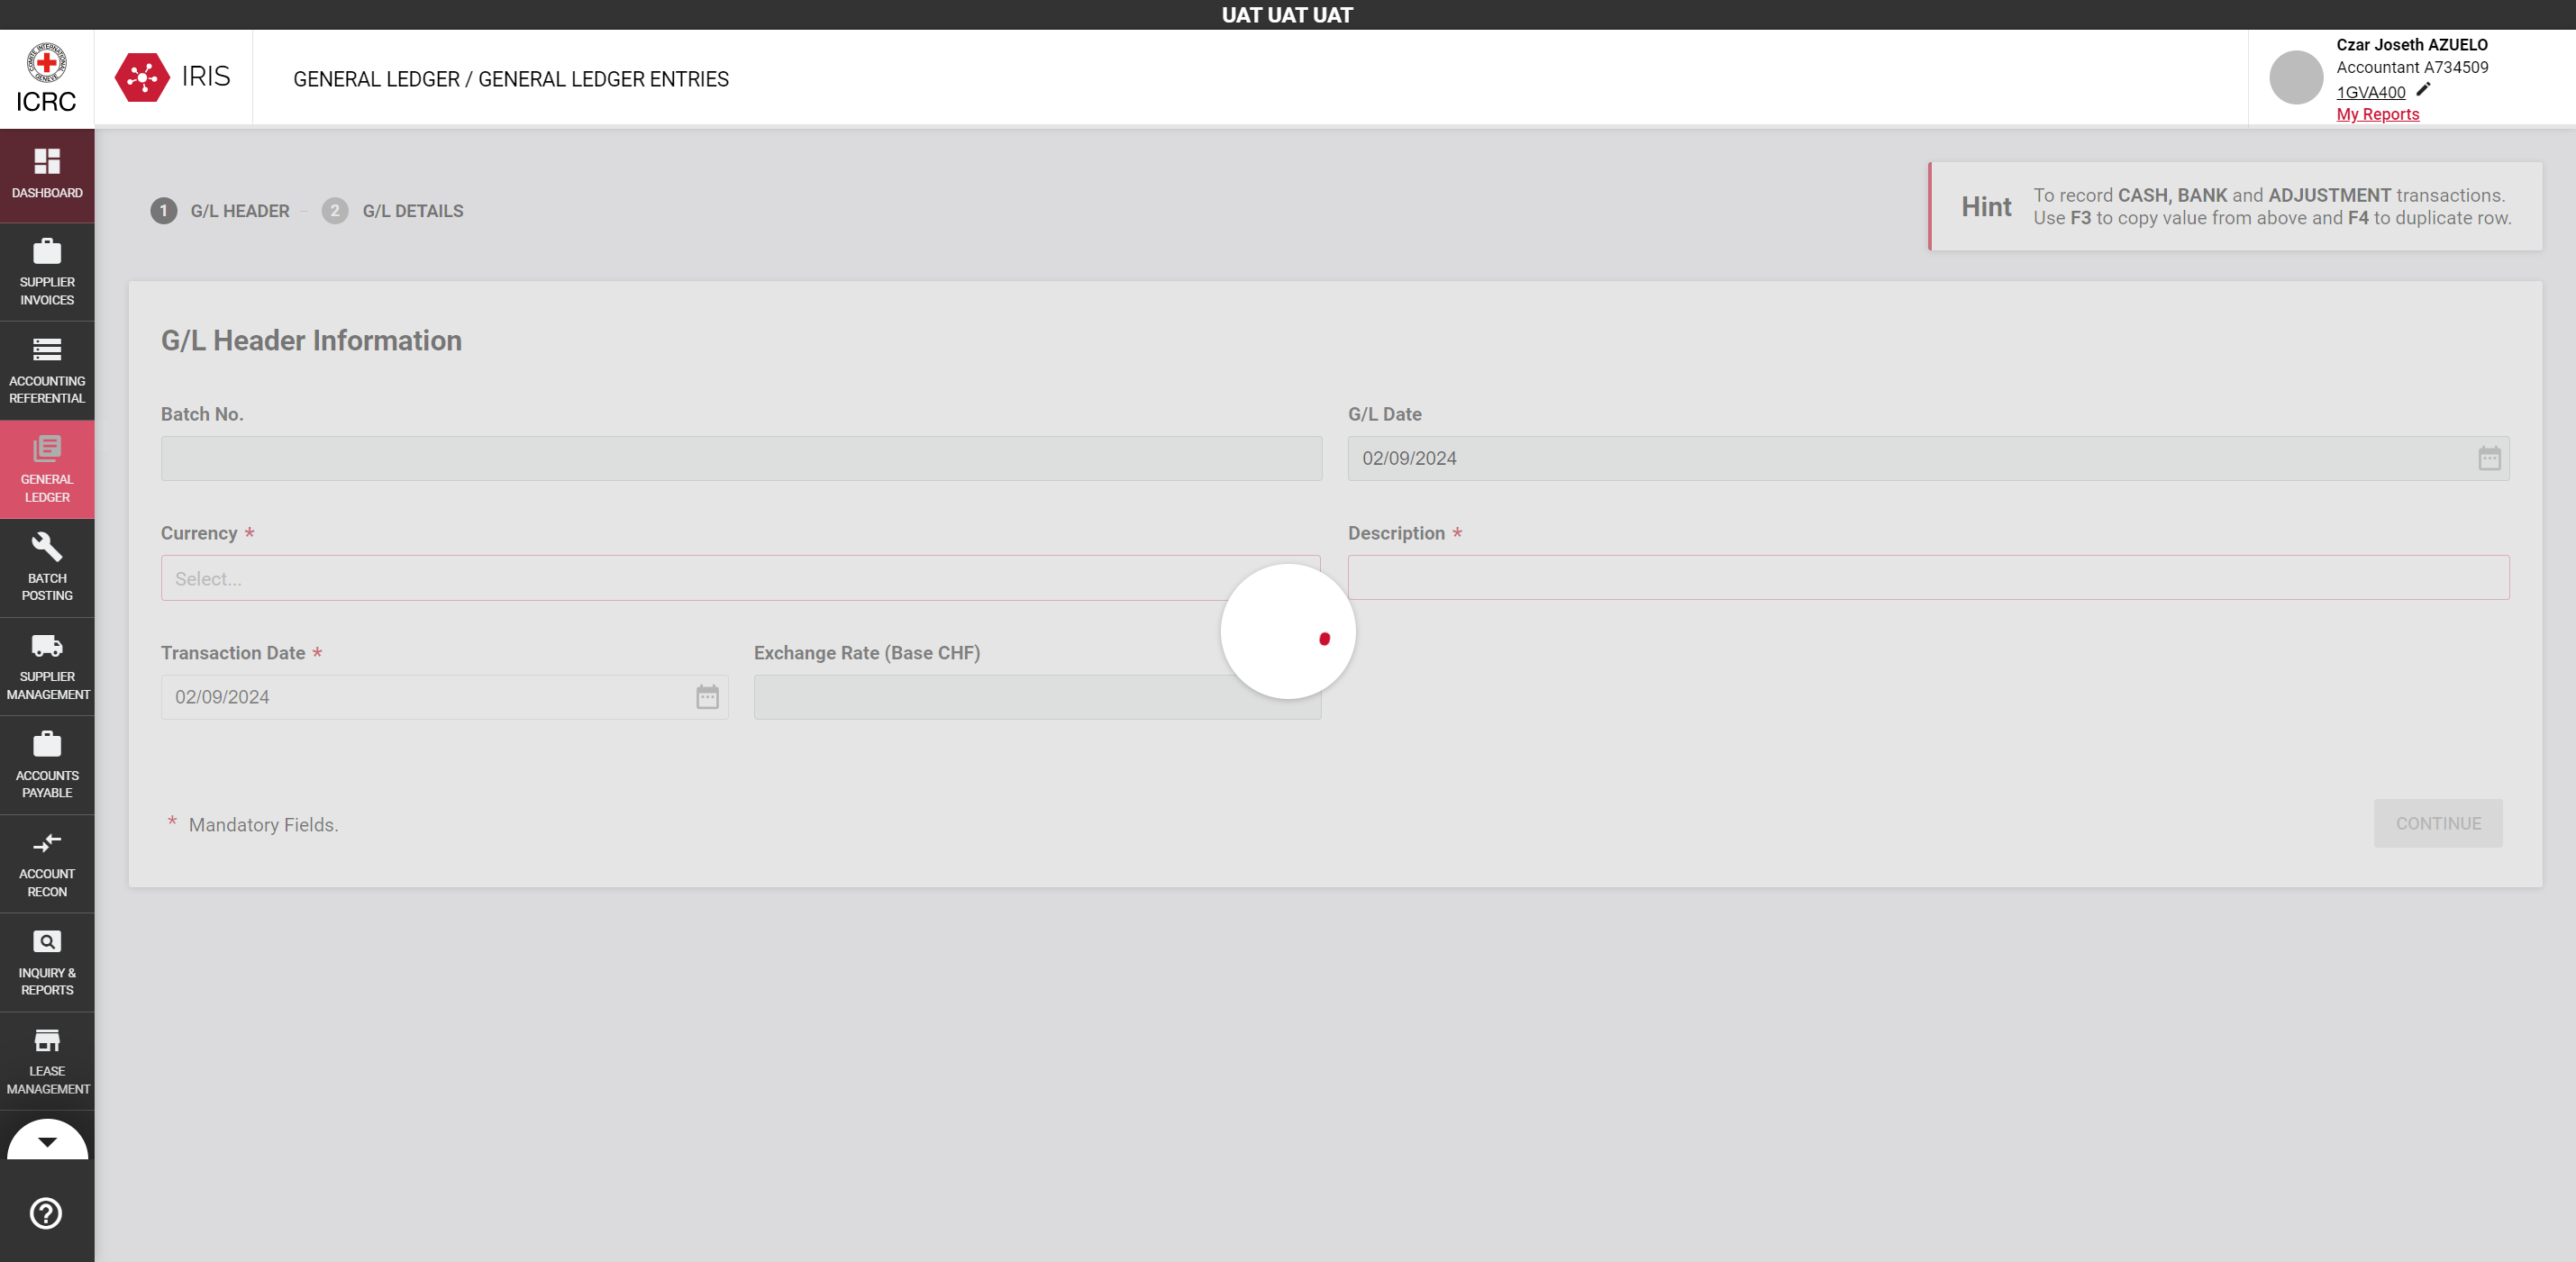 UAT UAT UAT
ICRC
IRIS
GENERAL LEDGER / GENERAL LEDGER ENTRIES
Czar Joseth AZUELO
Accountant A734509
1GVA400
My Reports
DASHBOARD
SUPPLIER
INVOICES
ACCOUNTING
REFERENTIAL
GENERAL
LEDGER
BATCH
POSTING
SUPPLIER
MANAGEMENT
ACCOUNTS
PAYABLE
ACCOUNT
RECON
INQUIRY &
REPORTS
LEASE
MANAGEMENT
1 G/L HEADER - 2 G/L DETAILS
Hint
To record CASH, BANK and ADJUSTMENT transactions.
Use F3 to copy value from above and F4 to duplicate row.
G/L Header Information
Batch No.
G/L Date
02/09/2024
Currency *
Select...
Description *
Transaction Date *
02/09/2024
Exchange Rate (Base CHF)
* Mandatory Fields.
CONTINUE